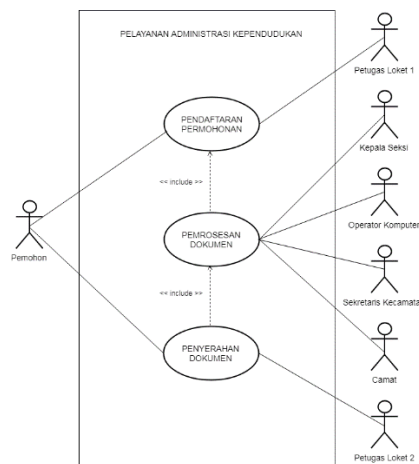 PELAYANAN ADMINISTRASI KEPENDUDUKAN
Petugas Loket 1
PENDAFTARAN
PERMOHONAN
Kepala Seksi
<< include >>
Operator Komputer
PEMROSESAN
DOKUMEN
Pemohon
Sekretaris Kecamatan
<< include >>
PENYERAHAN
DOKUMEN
Camat
Petugas Loket 2